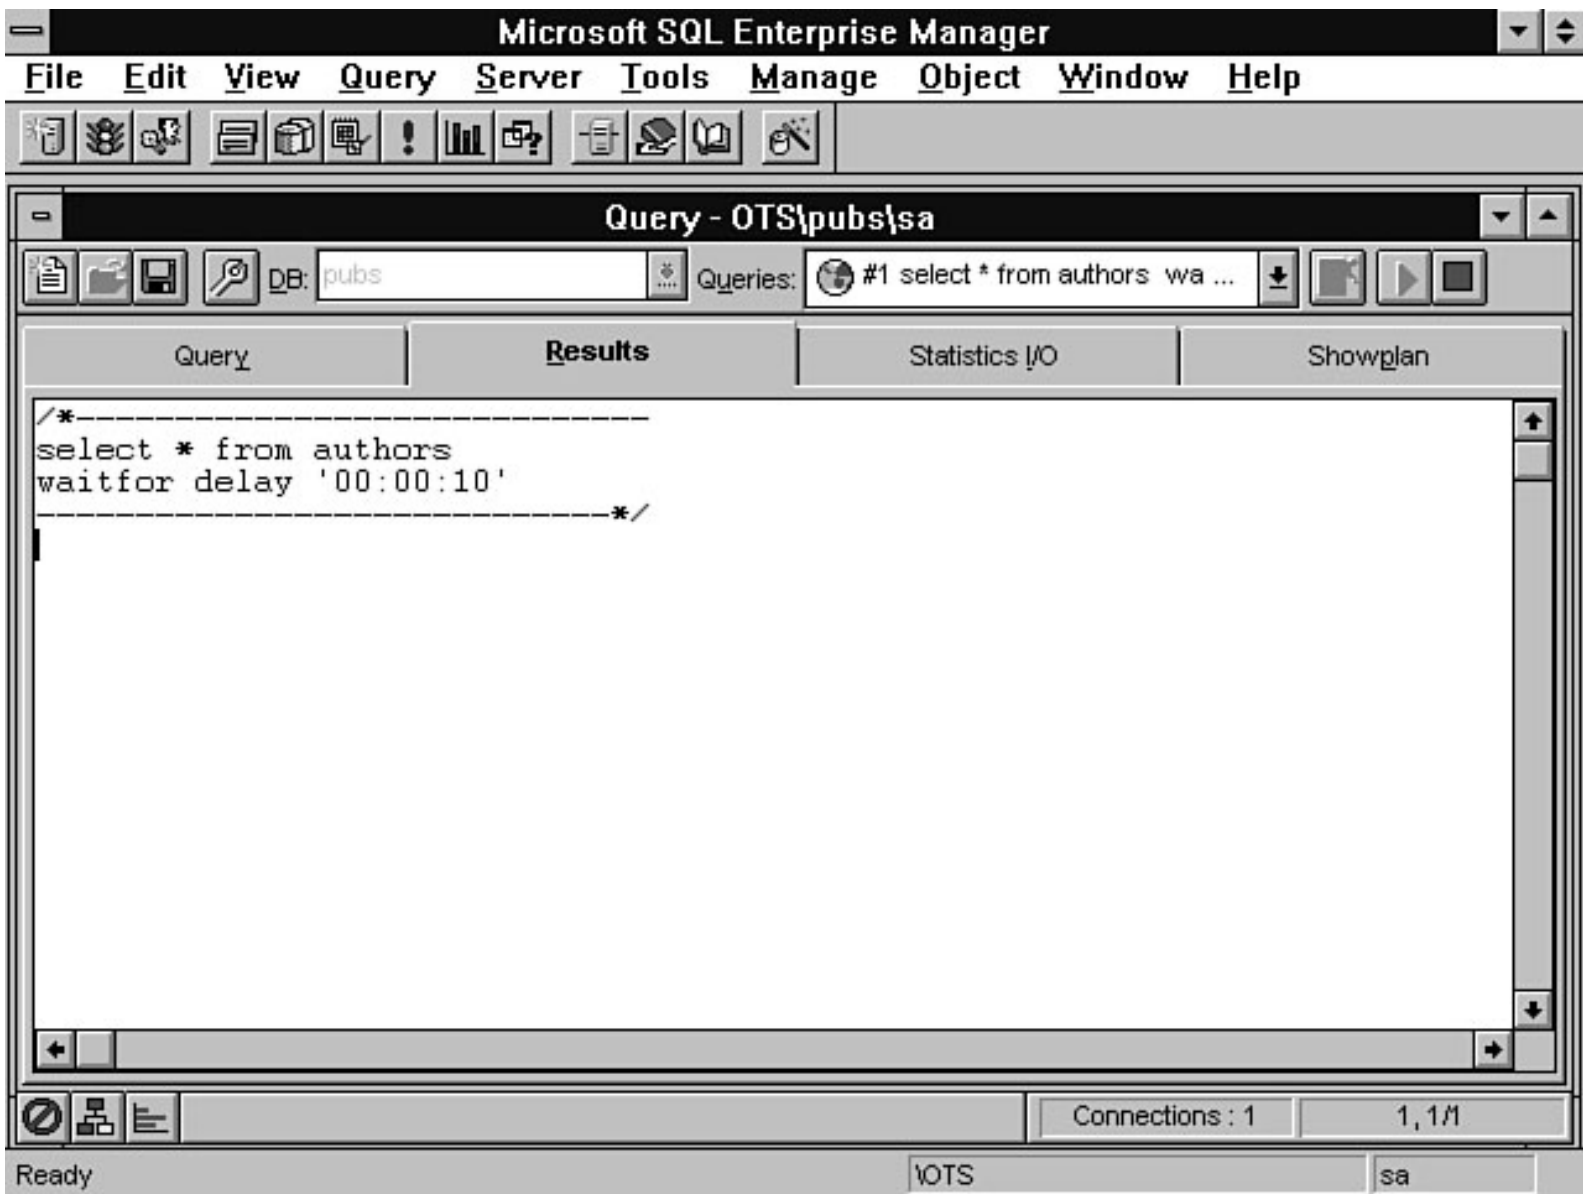 Microsoft SQL Enterprise Manager
File Edit View Query Server Tools Manage Object Window Help
Query - OTS\pubs\sa
DB: pubs Queries: #1 select * from authors wa ...
Query Results Statistics I/O Showplan
/*-----------------------------
select * from authors
waitfor delay '00:00:10'
-----------------------------*/
Connections : 1 1, 1/1
Ready \OTS sa